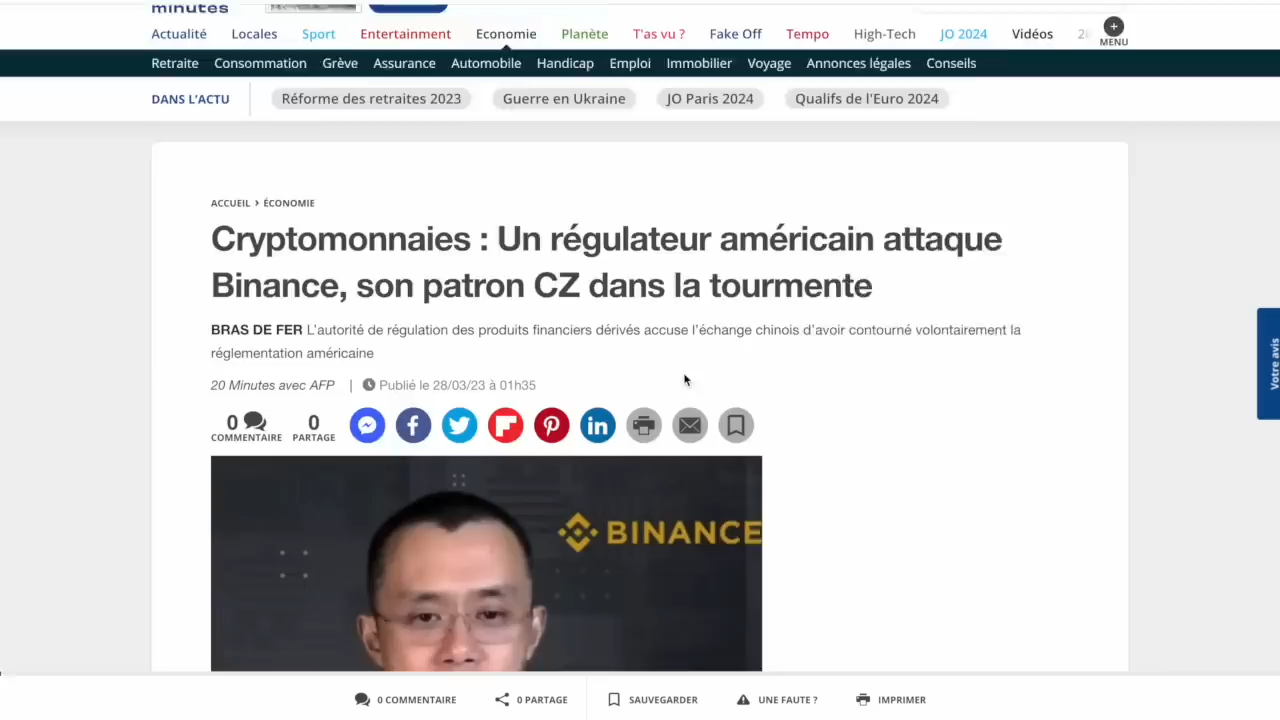 minutes
Actualité Locales Sport Entertainment Economie Planète T'as vu ? Fake Off Tempo High-Tech JO 2024 Vidéos
MENU
Retraite Consommation Grève Assurance Automobile Handicap Emploi Immobilier Voyage Annonces légales Conseils
DANS L'ACTU Réforme des retraites 2023 Guerre en Ukraine JO Paris 2024 Qualifs de l'Euro 2024
ACCUEIL › ÉCONOMIE
Cryptomonnaies : Un régulateur américain attaque
Binance, son patron CZ dans la tourmente
BRAS DE FER L'autorité de régulation des produits financiers dérivés accuse l'échange chinois d'avoir contourné volontairement la
réglementation américaine
20 Minutes avec AFP | Publié le 28/03/23 à 01h35
0 0
COMMENTAIRE PARTAGE
Votre avis
BINANCE
0 COMMENTAIRE 0 PARTAGE SAUVEGARDER UNE FAUTE ? IMPRIMER